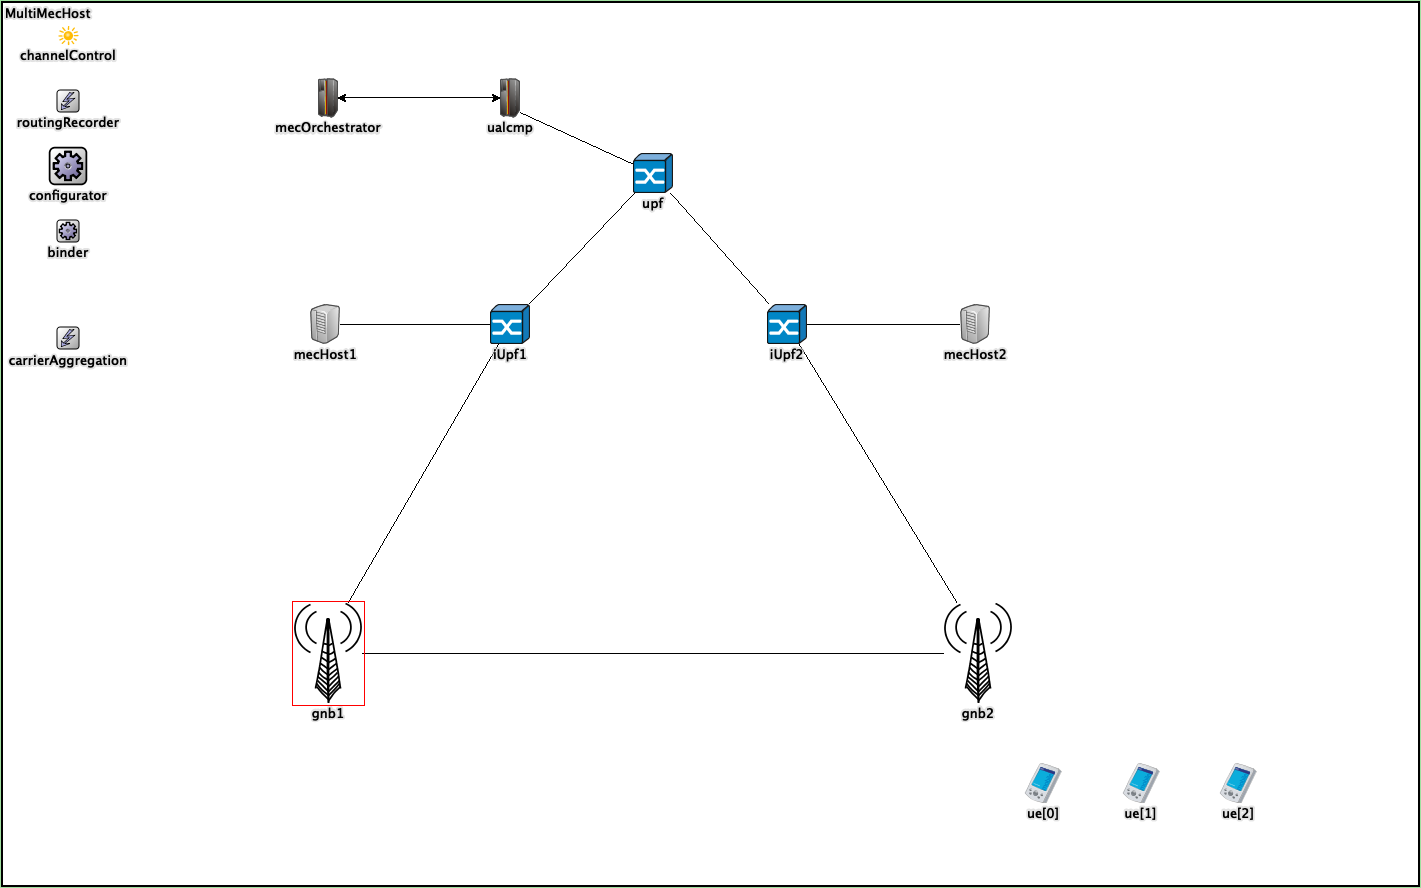 MultiMecHost
channelControl
routingRecorder
configurator
binder
carrierAggregation
mecOrchestrator
ualcmp
upf
mecHost1
iUpf1
iUpf2
mecHost2
gnb1
gnb2
ue[0]
ue[1]
ue[2]